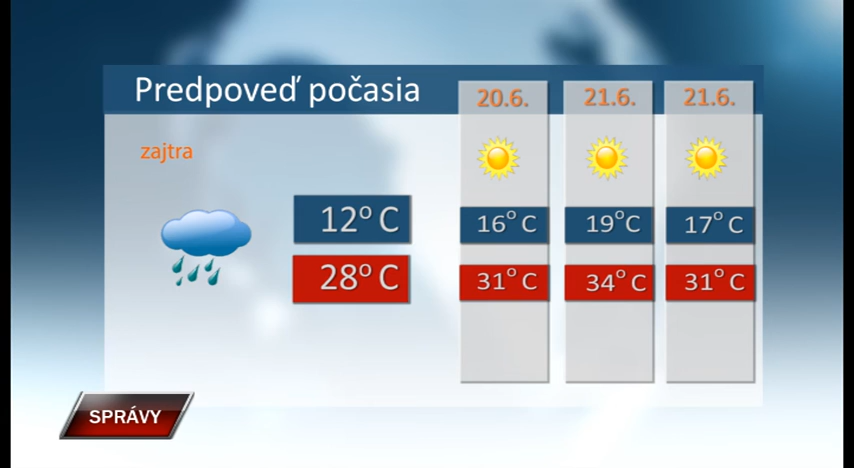 Predpoveď počasia
zajtra
12°C
28°C
20.6.
16°C
31°C
21.6.
19°C
34°C
21.6.
17°C
31°C
SPRÁVY